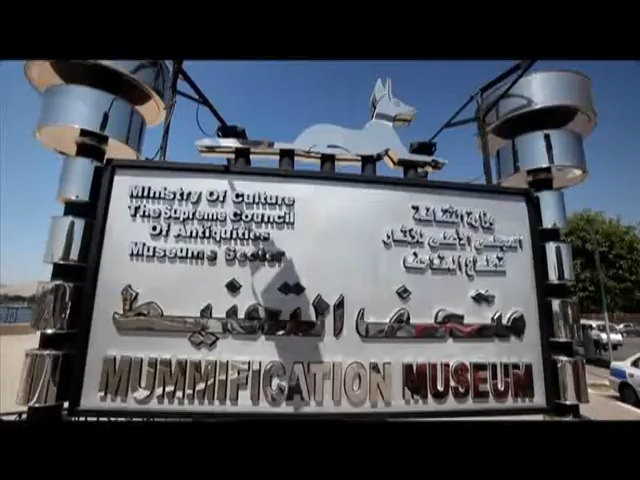 Ministry Of Culture
The Supreme Council
Of Antiquities
Museums Sector
وزارة الثقافة
المجلس الأعلى للآثار
قطاع المتاحف
متحف التحنيط
MUMMIFICATION MUSEUM